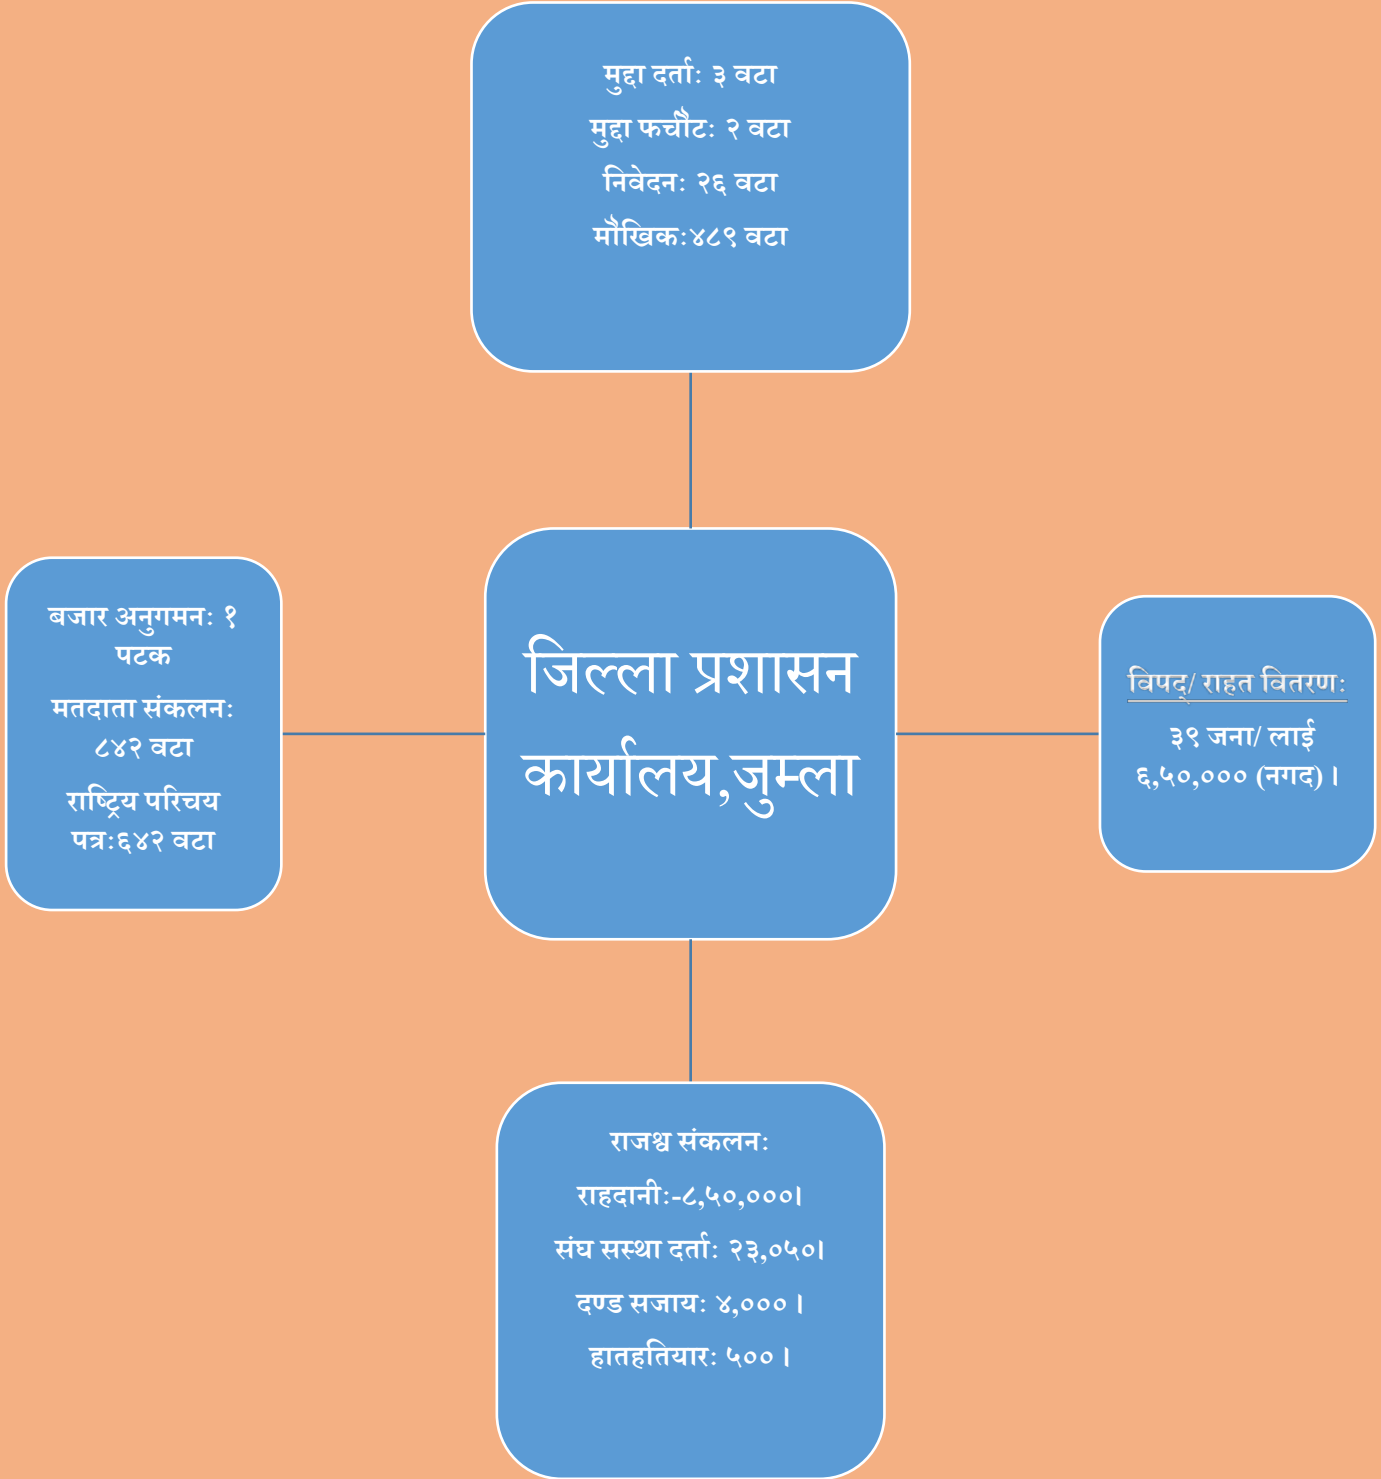 मुद्दा दर्ताः ३ वटा
मुद्दा फर्चौटः २ वटा
निवेदनः २६ वटा
मौखिकः४८९ वटा
बजार अनुगमनः १
पटक
मतदाता संकलनः
८४२ वटा
राष्ट्रिय परिचय
पत्रः६४२ वटा
जिल्ला प्रशासन
कार्यालय,जुम्ला
विपद्/ राहत वितरणः
३९ जना/ लाई
६,५०,००० (नगद) ।
राजश्व संकलनः
राहदानीः-८,५०,०००।
संघ सस्था दर्ताः २३,०५०।
दण्ड सजायः ४,००० ।
हातहतियारः ५०० ।